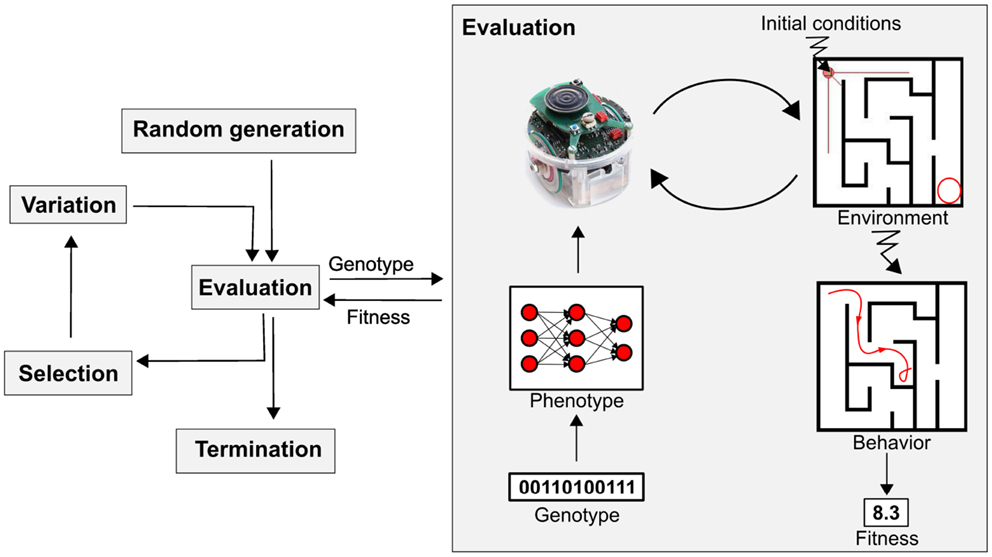 Random generation
Variation
Evaluation
Genotype
Fitness
Selection
Termination
Evaluation
Initial conditions
Environment
Phenotype
Behavior
00110100111
Genotype
8.3
Fitness